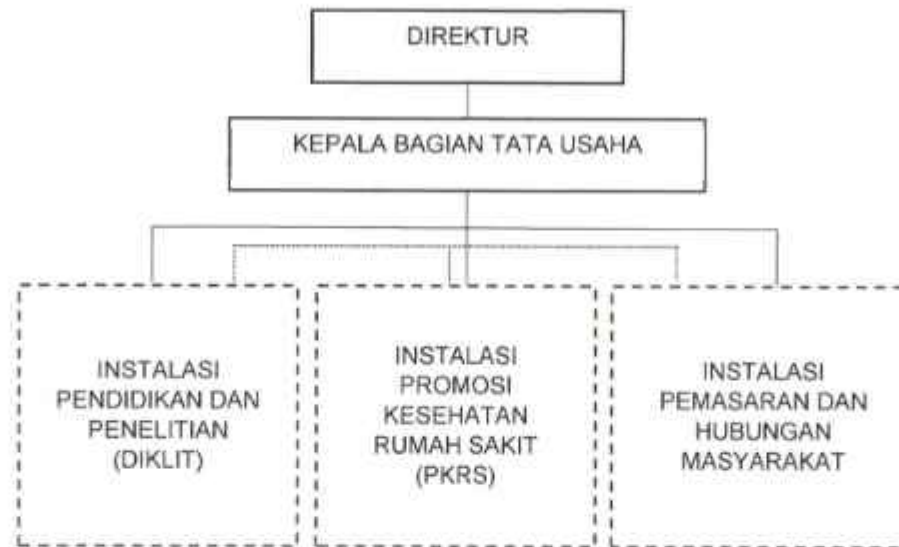 DIREKTUR
KEPALA BAGIAN TATA USAHA
INSTALASI
PENDIDIKAN DAN
PENELITIAN
(DIKLIT)
INSTALASI
PROMOSI
KESEHATAN
RUMAH SAKIT
(PKRS)
INSTALASI
PEMASARAN DAN
HUBUNGAN
MASYARAKAT